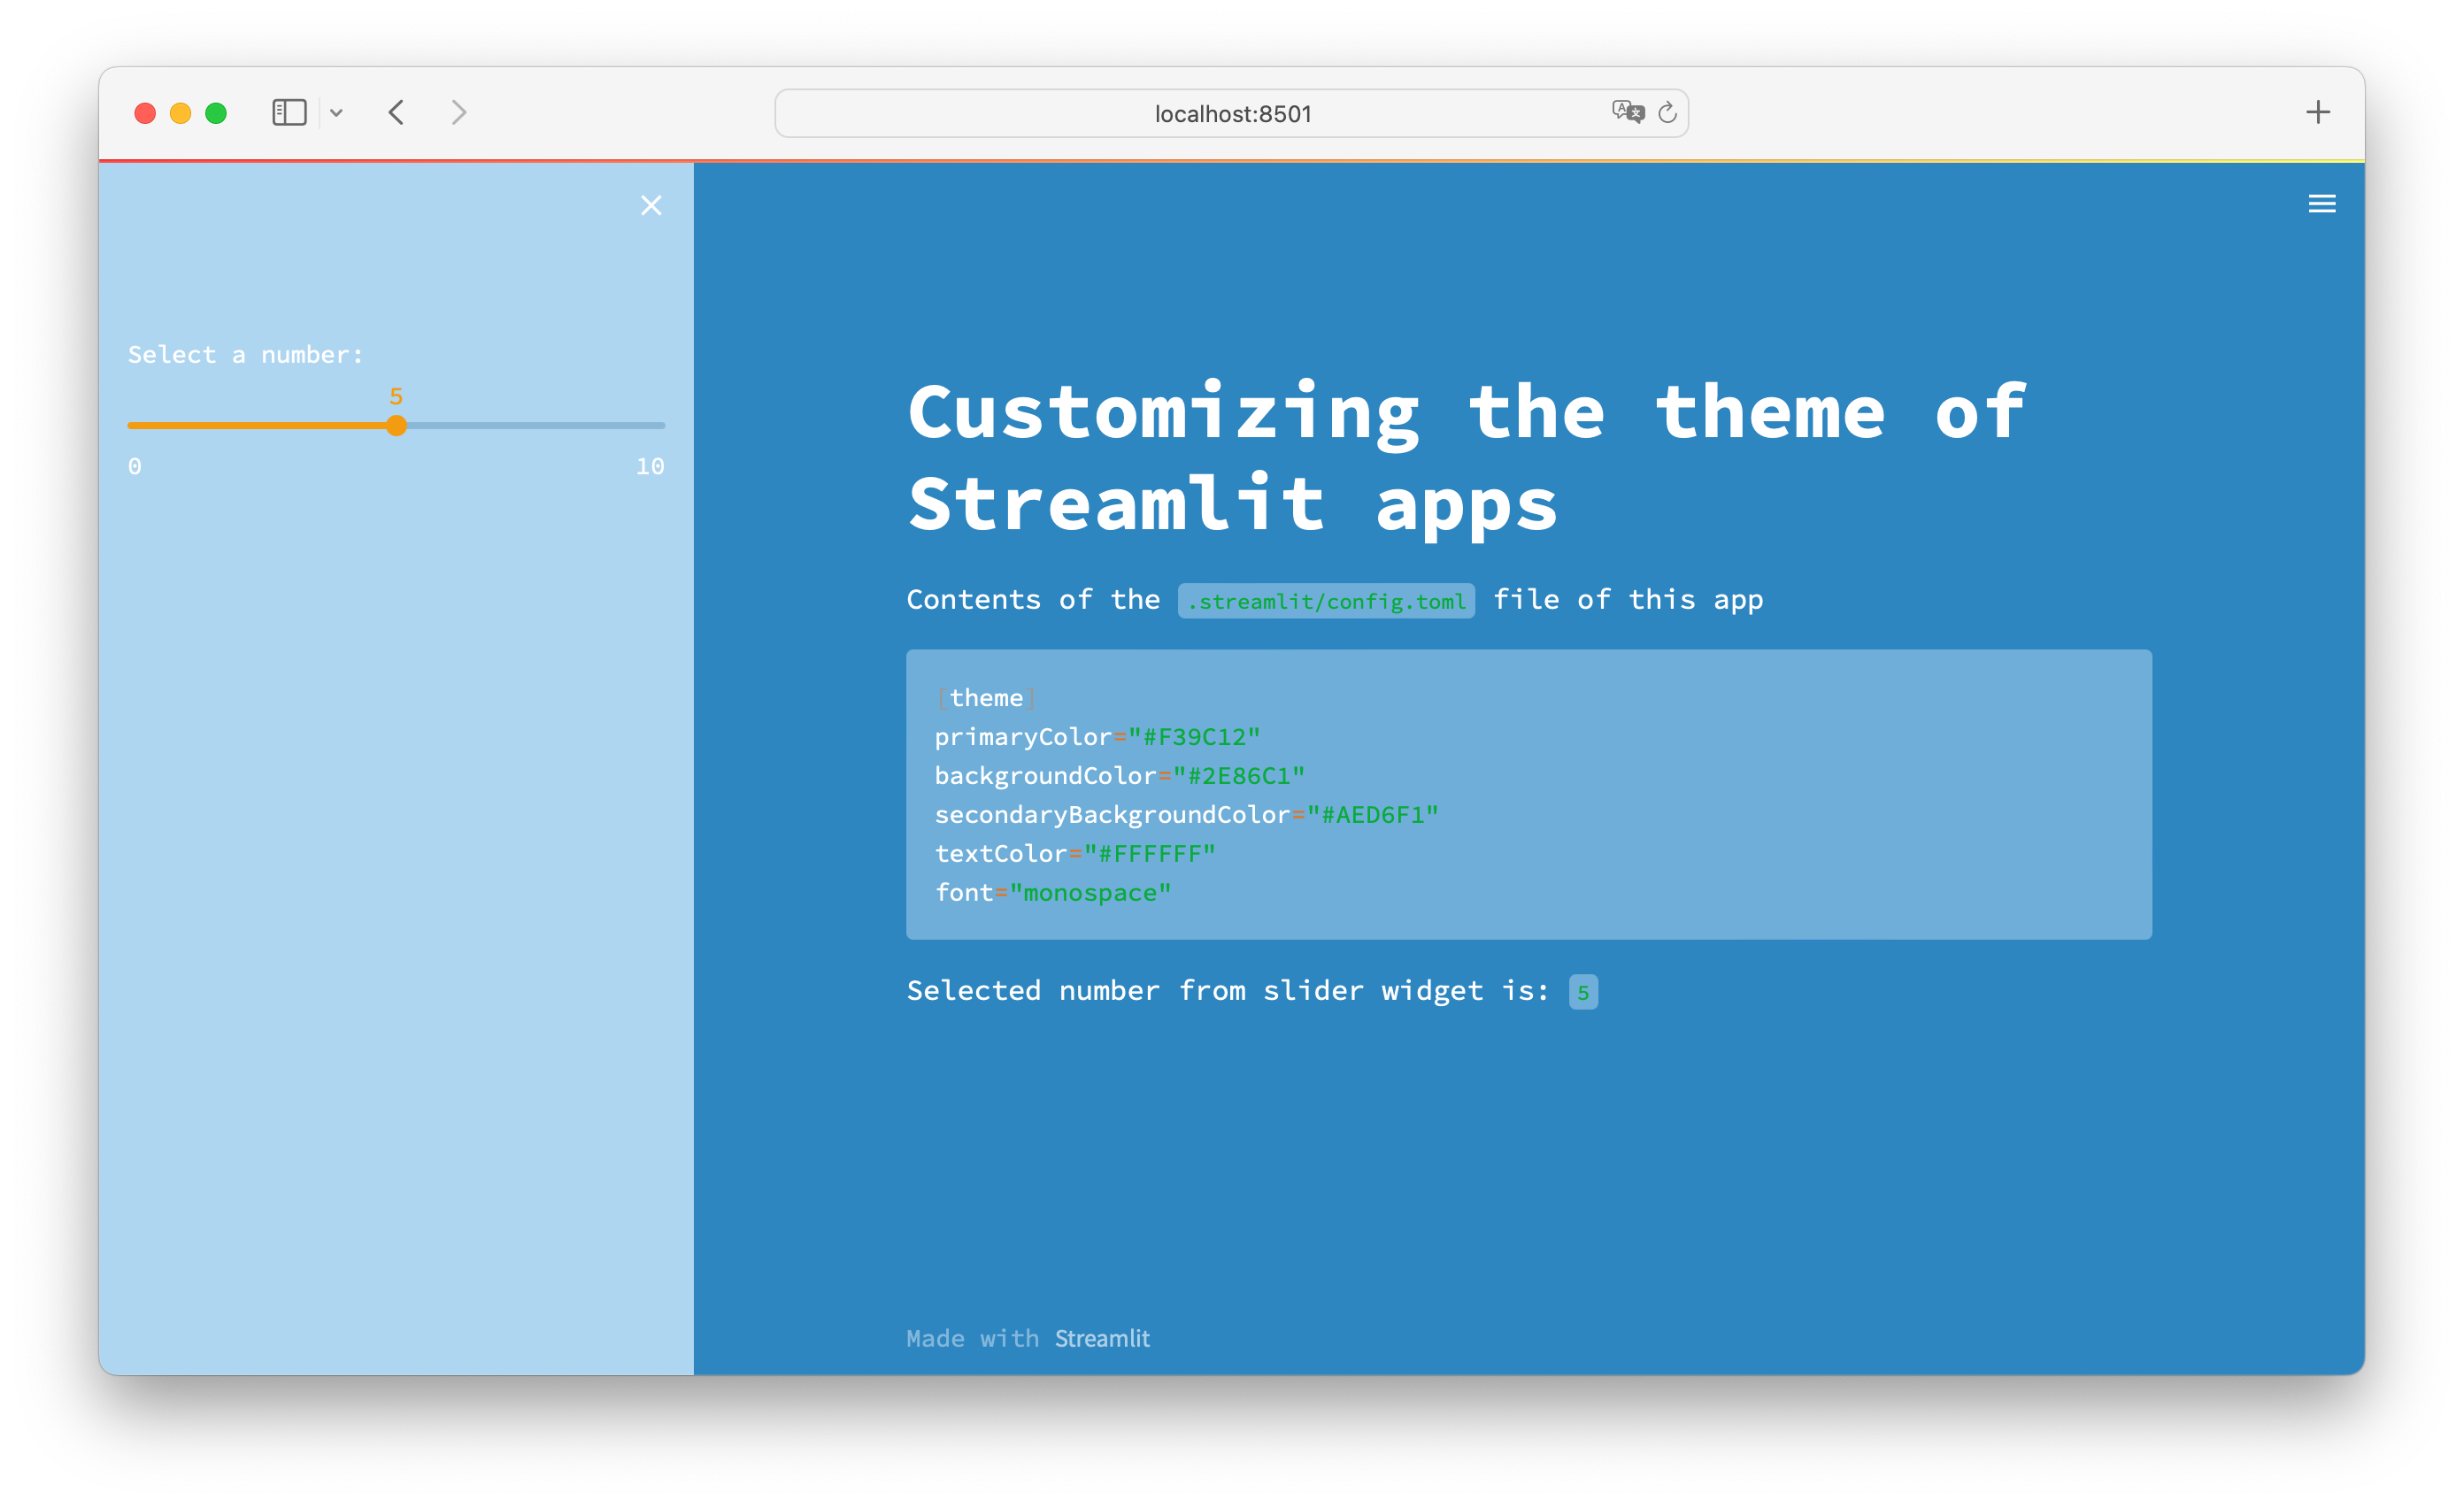 localhost:8501
Select a number:
5
0 10
Customizing the theme of
Streamlit apps
Contents of the .streamlit/config.toml file of this app
[theme]
primaryColor="#F39C12"
backgroundColor="#2E86C1"
secondaryBackgroundColor="#AED6F1"
textColor="#FFFFFF"
font="monospace"
Selected number from slider widget is: 5
Made with Streamlit